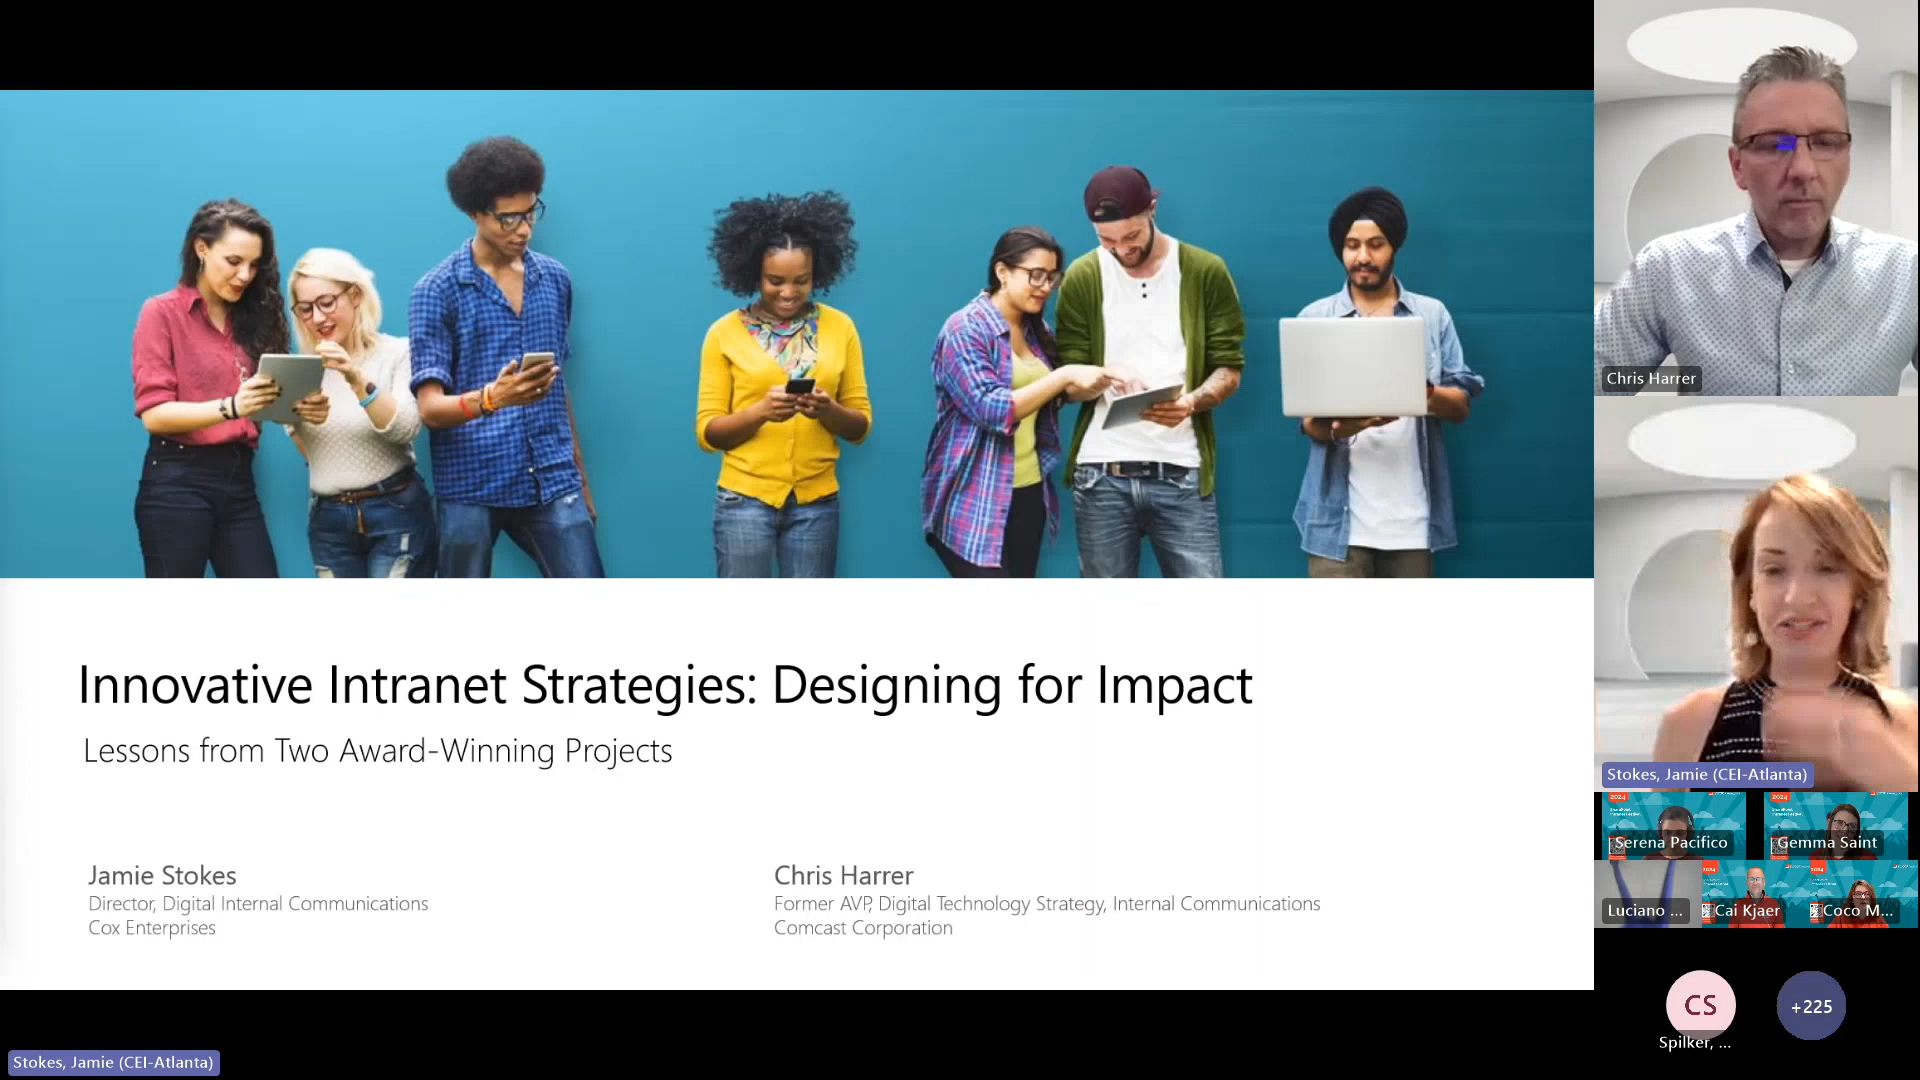 Innovative Intranet Strategies: Designing for Impact
Lessons from Two Award-Winning Projects
Jamie Stokes
Director, Digital Internal Communications
Cox Enterprises
Chris Harrer
Former AVP, Digital Technology Strategy, Internal Communications
Comcast Corporation
Chris Harrer
Stokes, Jamie (CEI-Atlanta)
2024
2024
Serena Pacifico
Gemma Saint
Luciano ...
Cai Kjaer
Coco M...
CS
+225
Spilker, ...
Stokes, Jamie (CEI-Atlanta)